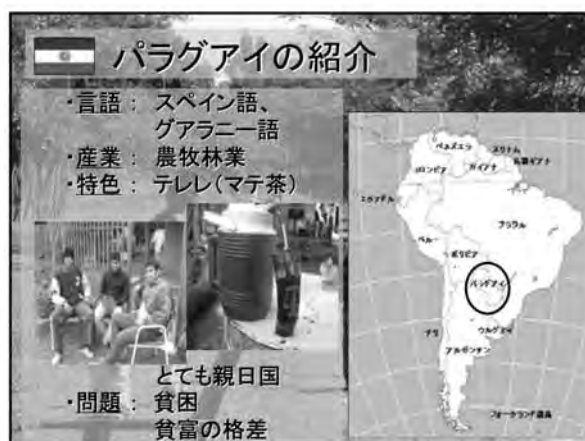 パラグアイの紹介
・言語： スペイン語、
グアラニー語
・産業： 農牧林業
・特色： テレレ（マテ茶）
とても親日国
・問題： 貧困
貧富の格差
ベネズエラ
スリナム
コロンビア
ガイアナ
仏領ギアナ
エクアドル
ブラジル
ペルー
ボリビア
パラグアイ
チリ
ウルグアイ
アルゼンチン
フォークランド諸島